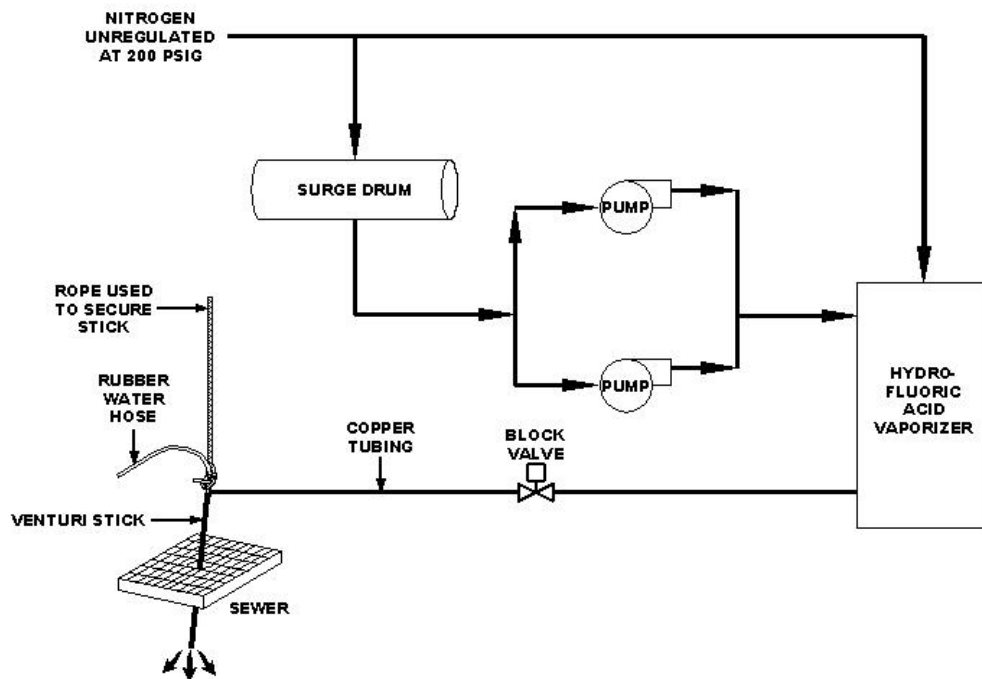 NITROGEN
UNREGULATED
AT 200 PSIG
SURGE DRUM
PUMP
ROPE USED
TO SECURE
STICK
PUMP
HYDRO-
FLUORIC
ACID
VAPORIZER
RUBBER
WATER
HOSE
COPPER
TUBING
BLOCK
VALVE
VENTURI STICK
SEWER